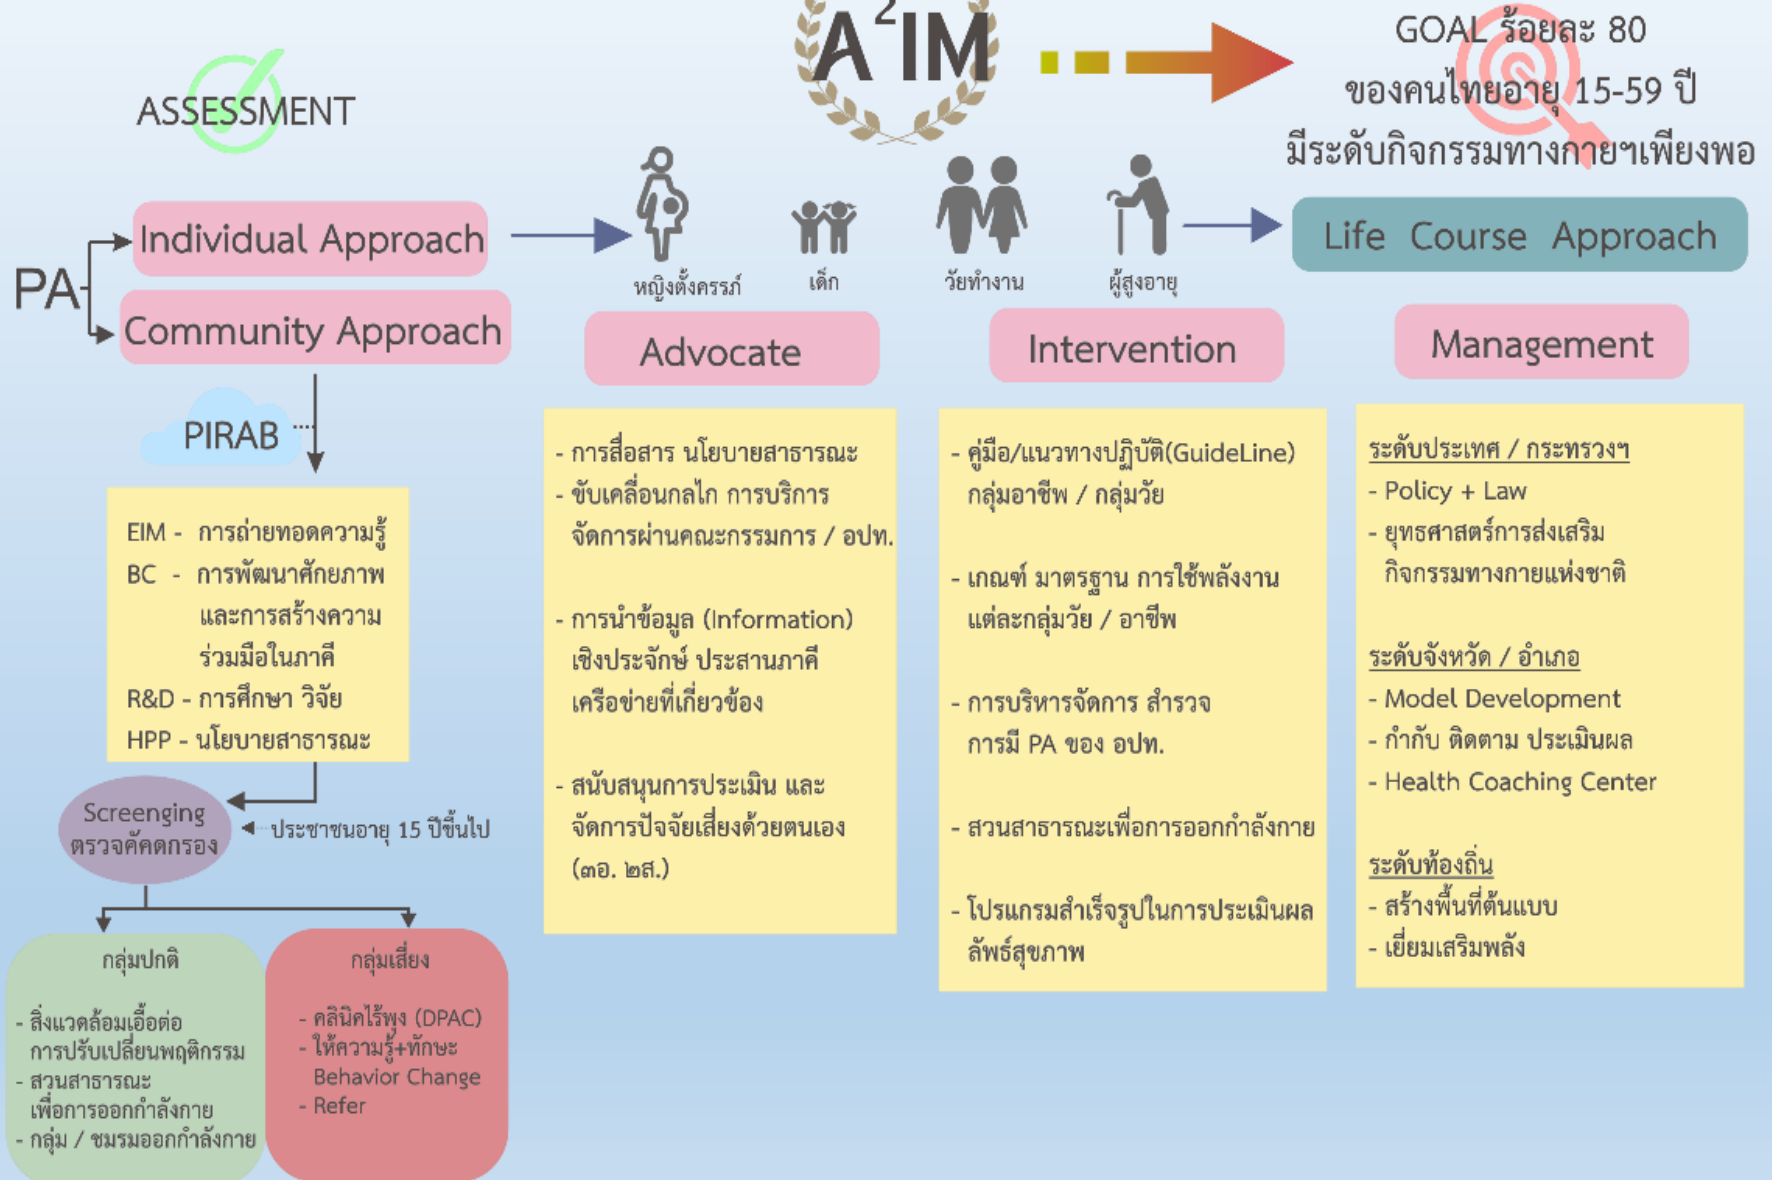 A²IM
GOAL ร้อยละ 80
ของคนไทยอายุ 15-59 ปี
มีระดับกิจกรรมทางกายฯเพียงพอ
ASSESSMENT
PA
Individual Approach
Community Approach
หญิงตั้งครรภ์
เด็ก
วัยทำงาน
ผู้สูงอายุ
Life Course Approach
PIRAB
EIM - การถ่ายทอดความรู้
BC - การพัฒนาศักยภาพ
และการสร้างความ
ร่วมมือในภาคี
R&D - การศึกษา วิจัย
HPP - นโยบายสาธารณะ
Screenging
ตรวจคัคดกรอง
ประชาชนอายุ 15 ปีขึ้นไป
กลุ่มปกติ
- สิ่งแวดล้อมเอื้อต่อ
การปรับเปลี่ยนพฤติกรรม
- สวนสาธารณะ
เพื่อการออกกำลังกาย
- กลุ่ม / ชมรมออกกำลังกาย
กลุ่มเสี่ยง
- คลินิคไร้พุง (DPAC)
- ให้ความรู้+ทักษะ
Behavior Change
- Refer
Advocate
- การสื่อสาร นโยบายสาธารณะ
- ขับเคลื่อนกลไก การบริการ
จัดการผ่านคณะกรรมการ / อปท.
- การนำข้อมูล (Information)
เชิงประจักษ์ ประสานภาคี
เครือข่ายที่เกี่ยวข้อง
- สนับสนุนการประเมิน และ
จัดการปัจจัยเสี่ยงด้วยตนเอง
(๓อ. ๒ส.)
Intervention
- คู่มือ/แนวทางปฏิบัติ(GuideLine)
กลุ่มอาชีพ / กลุ่มวัย
- เกณฑ์ มาตรฐาน การใช้พลังงาน
แต่ละกลุ่มวัย / อาชีพ
- การบริหารจัดการ สำรวจ
การมี PA ของ อปท.
- สวนสาธารณะเพื่อการออกกำลังกาย
- โปรแกรมสำเร็จรูปในการประเมินผล
ลัพธ์สุขภาพ
Management
ระดับประเทศ / กระทรวงฯ
- Policy + Law
- ยุทธศาสตร์การส่งเสริม
กิจกรรมทางกายแห่งชาติ
ระดับจังหวัด / อำเภอ
- Model Development
- กำกับ ติดตาม ประเมินผล
- Health Coaching Center
ระดับท้องถิ่น
- สร้างพื้นที่ต้นแบบ
- เยี่ยมเสริมพลัง